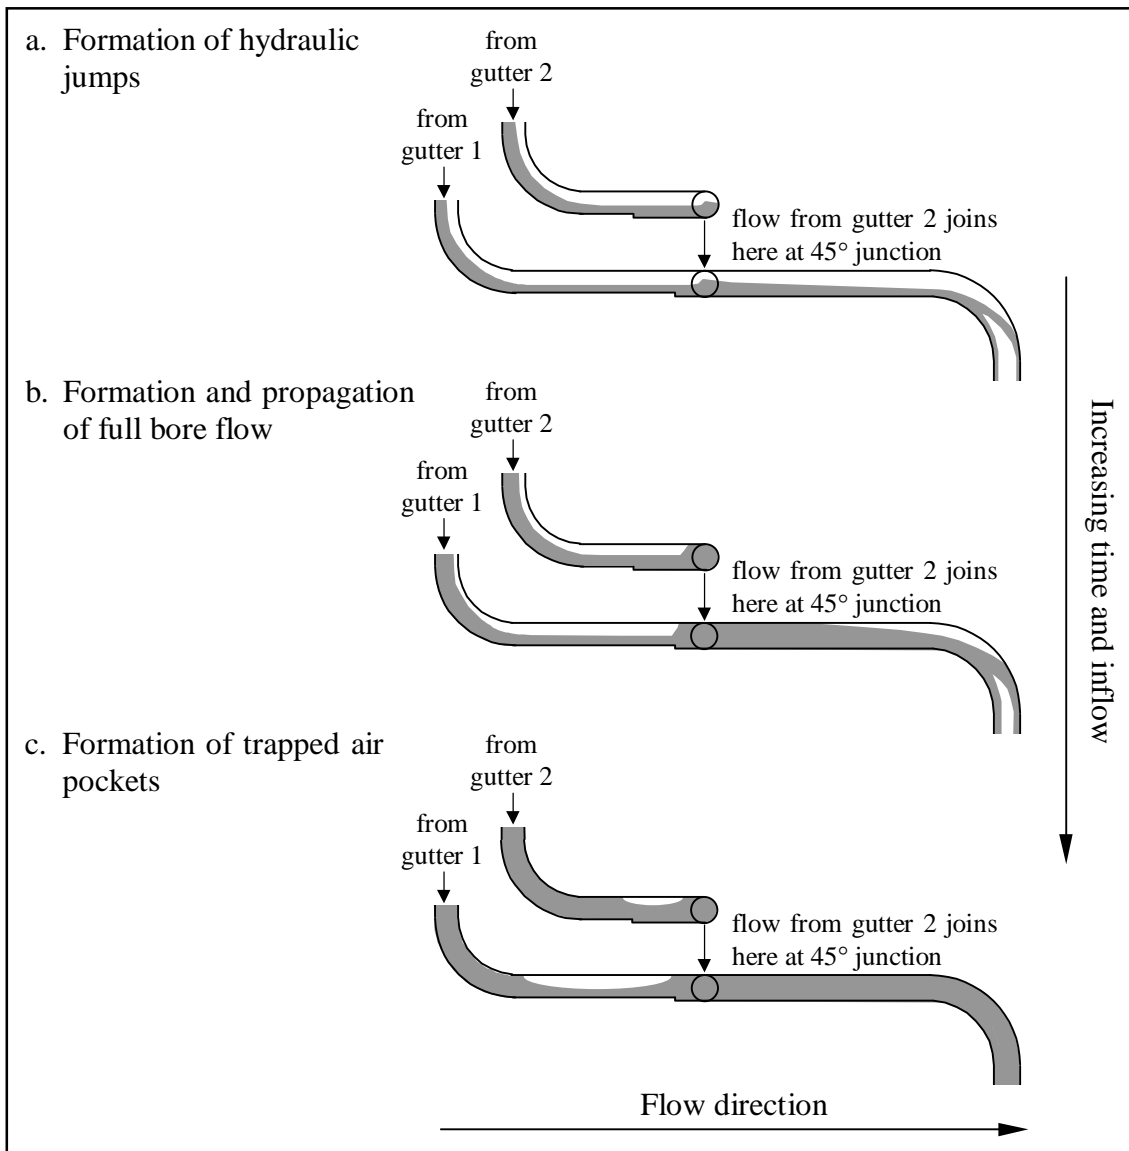 a. Formation of hydraulic
jumps
from
gutter 2
from
gutter 1
flow from gutter 2 joins
here at 45° junction
b. Formation and propagation
of full bore flow
from
gutter 2
from
gutter 1
flow from gutter 2 joins
here at 45° junction
c. Formation of trapped air
pockets
from
gutter 2
from
gutter 1
flow from gutter 2 joins
here at 45° junction
Increasing time and inflow
Flow direction